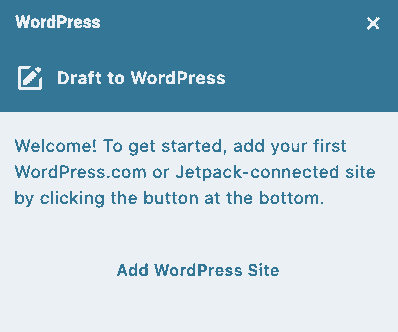 WordPress
Draft to WordPress
Welcome! To get started, add your first
WordPress.com or Jetpack-connected site
by clicking the button at the bottom.
Add WordPress Site